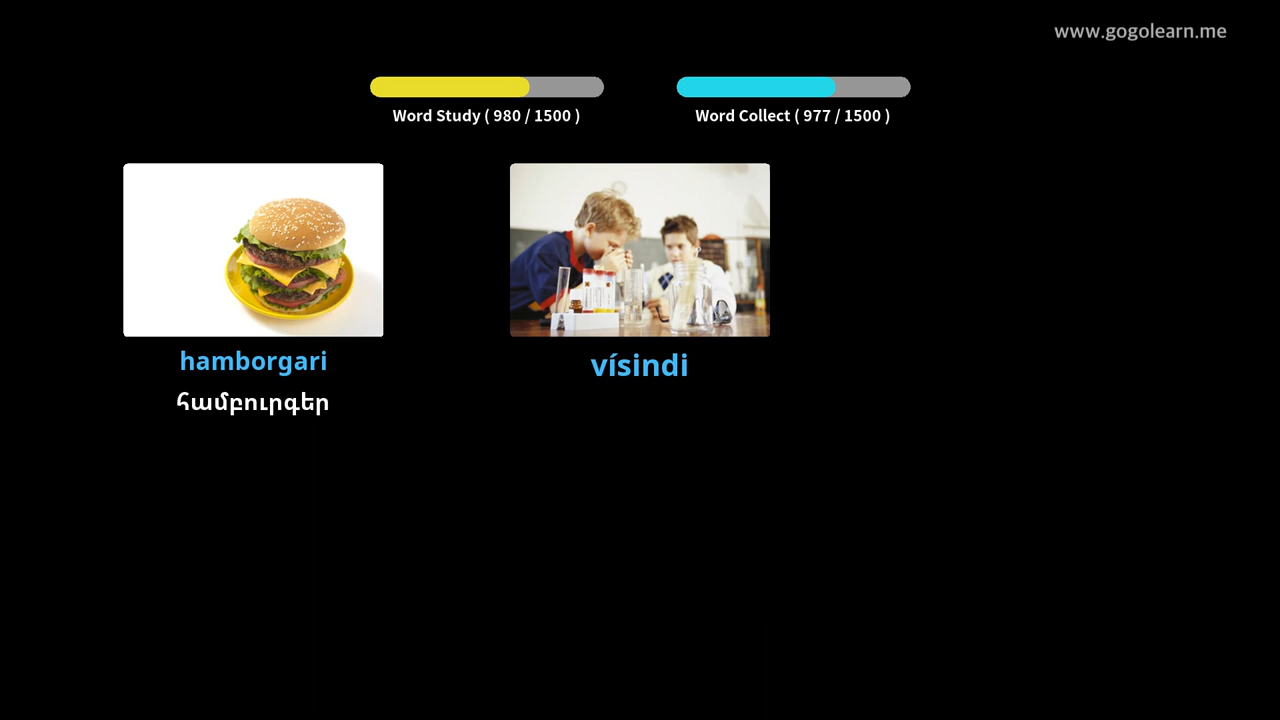 www.gogolearn.me
Word Study ( 980 / 1500 )
Word Collect ( 977 / 1500 )
hamborgari
համբուրգեր
vísindi